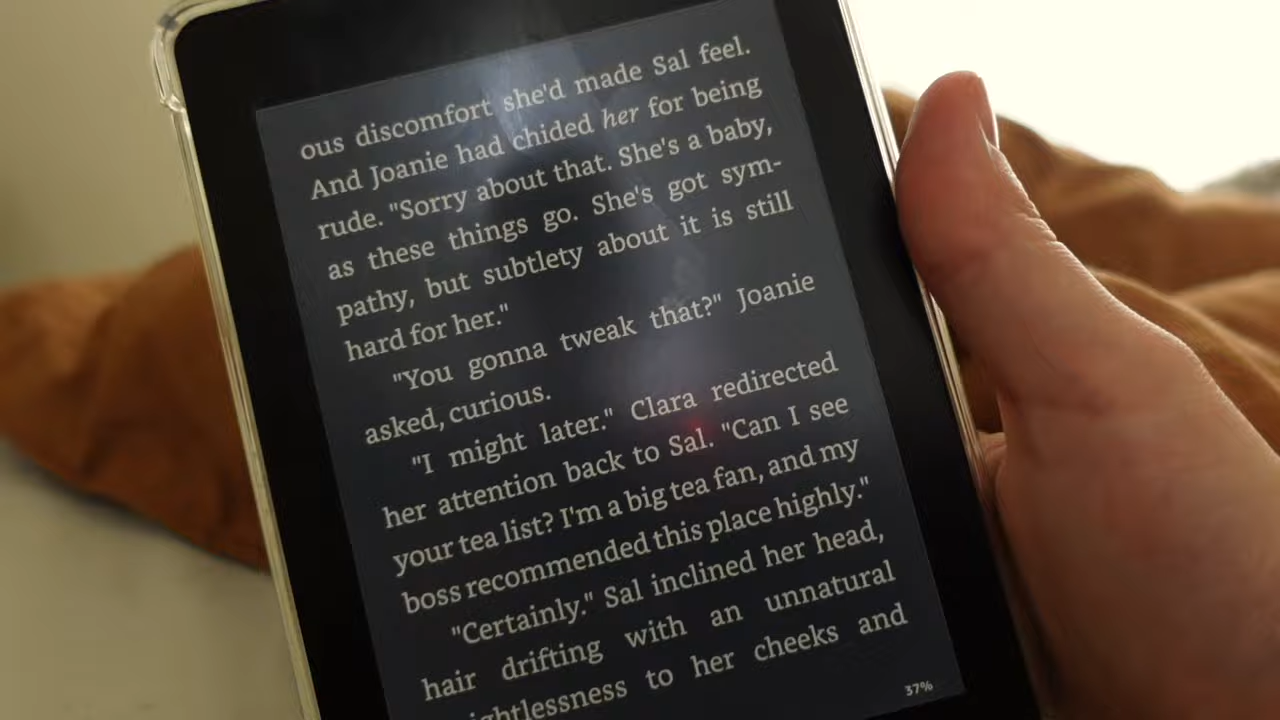 ous discomfort she'd made Sal feel.
And Joanie had chided her for being
rude. "Sorry about that. She's a baby,
as these things go. She's got sym-
pathy, but subtlety about it is still
hard for her."
"You gonna tweak that?" Joanie
asked, curious.
"I might later." Clara redirected
her attention back to Sal. "Can I see
your tea list? I'm a big tea fan, and my
boss recommended this place highly."
"Certainly." Sal inclined her head,
hair drifting with an unnatural
ightlessness to her cheeks and
37%